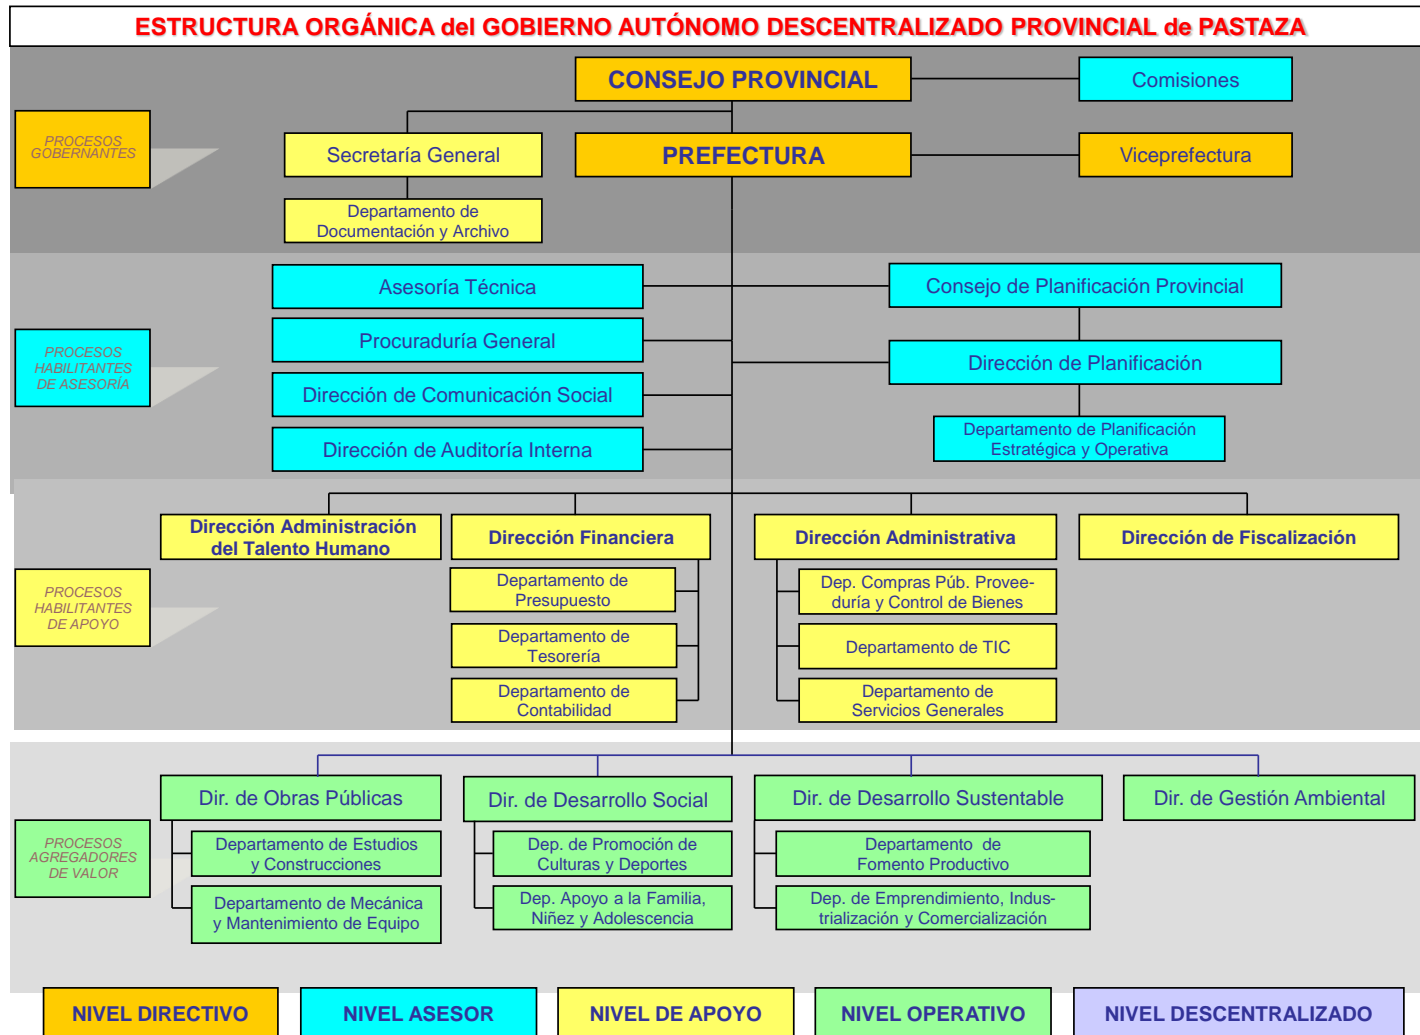 ESTRUCTURA ORGÁNICA del GOBIERNO AUTÓNOMO DESCENTRALIZADO PROVINCIAL de PASTAZA
CONSEJO PROVINCIAL
Comisiones
PROCESOS
GOBERNANTES
Secretaría General
PREFECTURA
Viceprefectura
Departamento de
Documentación y Archivo
Asesoría Técnica
Consejo de Planificación Provincial
PROCESOS
HABILITANTES
DE ASESORÍA
Procuraduría General
Dirección de Planificación
Dirección de Comunicación Social
Departamento de Planificación
Estratégica y Operativa
Dirección de Auditoría Interna
Dirección Administración
del Talento Humano
Dirección Financiera
Dirección Administrativa
Dirección de Fiscalización
PROCESOS
HABILITANTES
DE APOYO
Departamento de
Presupuesto
Dep. Compras Púb. Provee-
duría y Control de Bienes
Departamento de
Tesorería
Departamento de TIC
Departamento de
Contabilidad
Departamento de
Servicios Generales
Dir. de Obras Públicas
Dir. de Desarrollo Social
Dir. de Desarrollo Sustentable
Dir. de Gestión Ambiental
PROCESOS
AGREGADORES
DE VALOR
Departamento de Estudios
y Construcciones
Dep. de Promoción de
Culturas y Deportes
Departamento de
Fomento Productivo
Departamento de Mecánica
y Mantenimiento de Equipo
Dep. Apoyo a la Familia,
Niñez y Adolescencia
Dep. de Emprendimiento, Indus-
trialización y Comercialización
NIVEL DIRECTIVO
NIVEL ASESOR
NIVEL DE APOYO
NIVEL OPERATIVO
NIVEL DESCENTRALIZADO